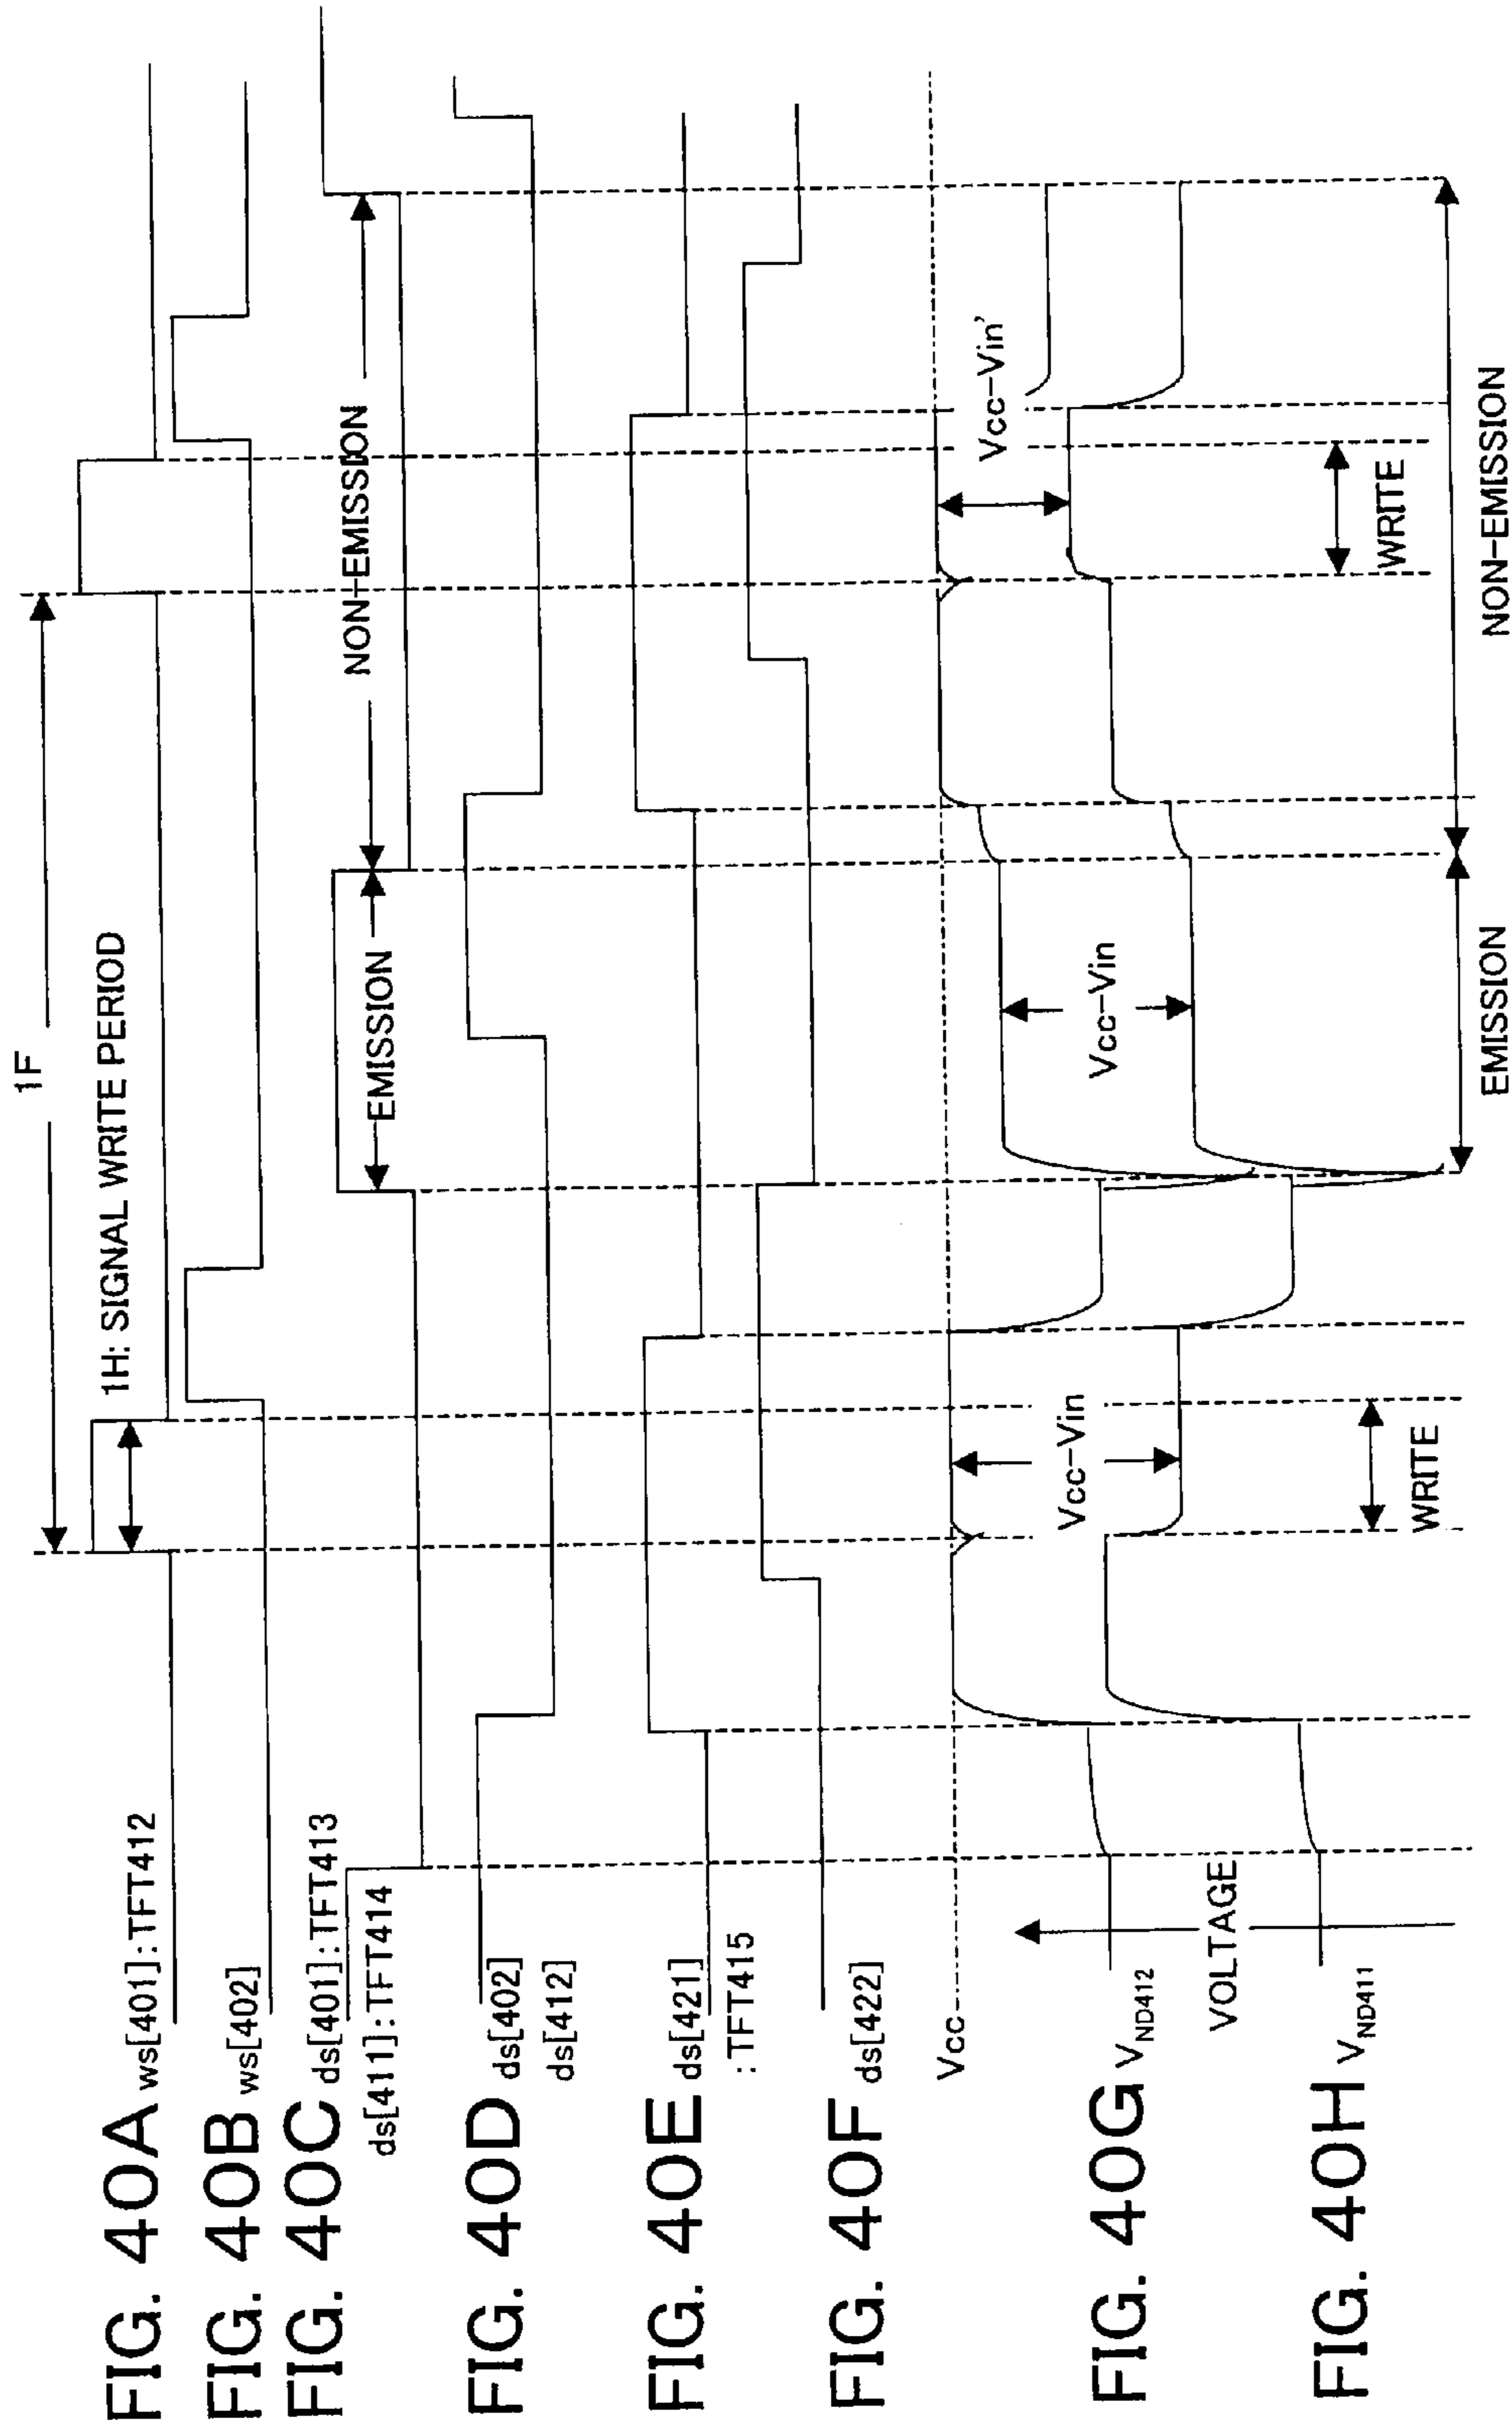 1F
1H: SIGNAL WRITE PERIOD
FIG. 40A ws[401]:TFT412
FIG. 40B ws[402]
FIG. 40C ds[401]:TFT413
ds[411]:TFT414
EMISSION
NON-EMISSION
FIG. 40D ds[402]
ds[412]
FIG. 40E ds[421]
:TFT415
FIG. 40F ds[422]
Vcc
Vcc-Vin
Vcc-Vin
Vcc-Vin'
FIG. 40G VND412
VOLTAGE
FIG. 40H VND411
WRITE
WRITE
EMISSION
NON-EMISSION